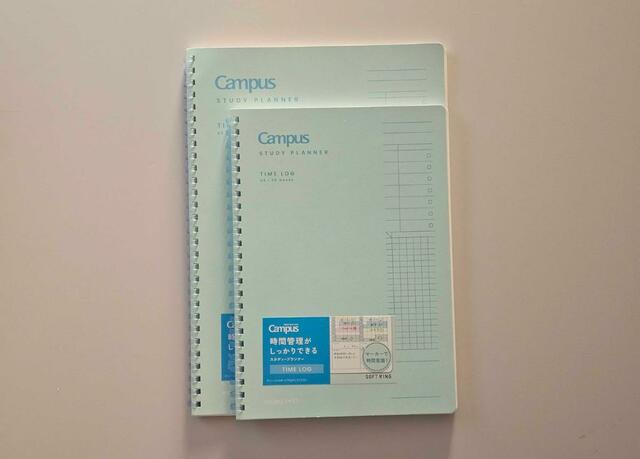 Campus
STUDY PLANNER
Campus
STUDY PLANNER
TIME LOG
Campus
時間管理が
しっかりできる
スタディープランナー
TIME LOG
マーカーで
時間管理!
SOFT RING